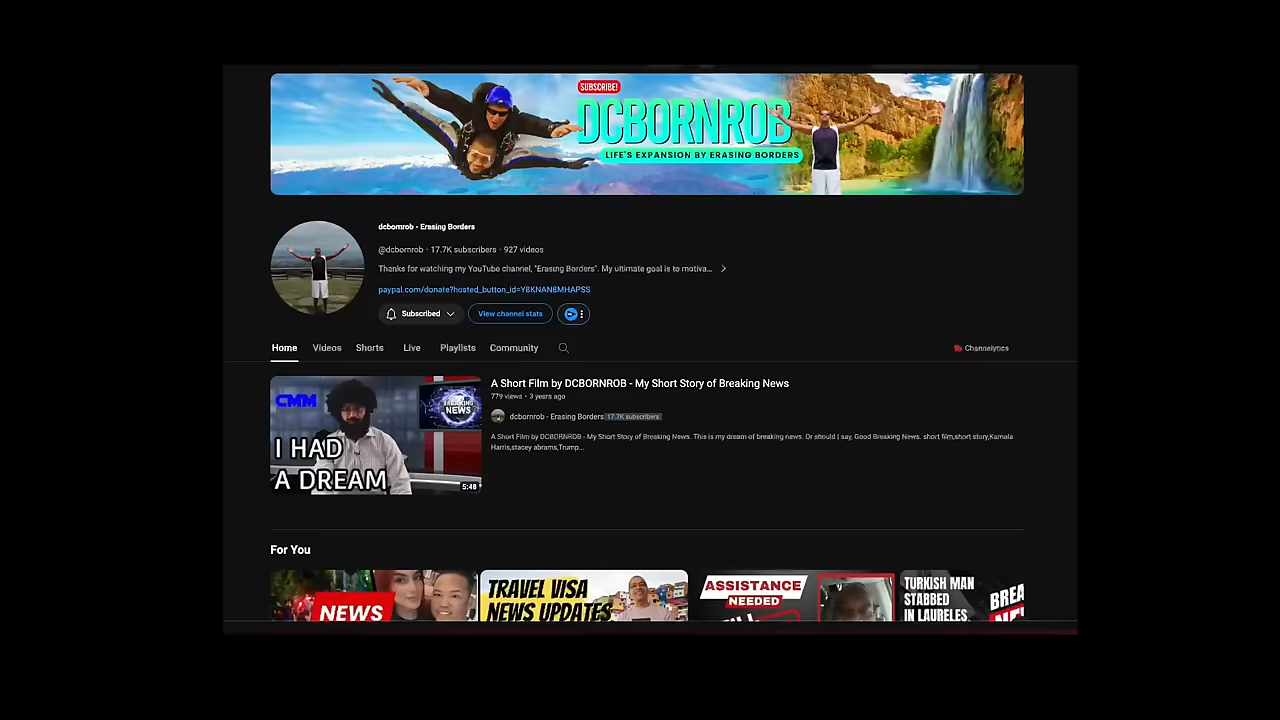 SUBSCRIBE!
DCBORNROB
LIFE'S EXPANSION BY ERASING BORDERS
dcbornrob - Erasing Borders
@dcbornrob · 17.7K subscribers · 927 videos
Thanks for watching my YouTube channel, "Erasing Borders". My ultimate goal is to motiva...
paypal.com/donate?hosted_button_id=Y8KNAN8MHAPSS
Subscribed
View channel stats
Home Videos Shorts Live Playlists Community
Channelytics
CMM
BREAKING
NEWS
I HAD
A DREAM
5:48
A Short Film by DCBORNROB - My Short Story of Breaking News
779 views · 3 years ago
dcbornrob - Erasing Borders 17.7K subscribers
A Short Film by DCBORNROB - My Short Story of Breaking News. This is my dream of breaking news. Or should I say, Good Breaking News. short film,short story,Kamala
Harris,stacey abrams,Trump...
For You
NEWS
TRAVEL VISA
NEWS UPDATES
ASSISTANCE
NEEDED
TURKISH MAN
STABBED
IN LAURELES